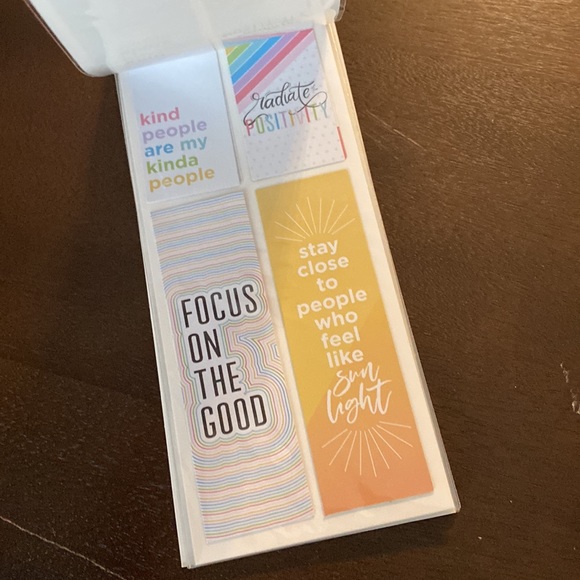 kind
people
are my
kinda
people
radiate
POSITIVITY
FOCUS
ON
THE
GOOD
stay
close
to
people
who
feel
like
sun
light